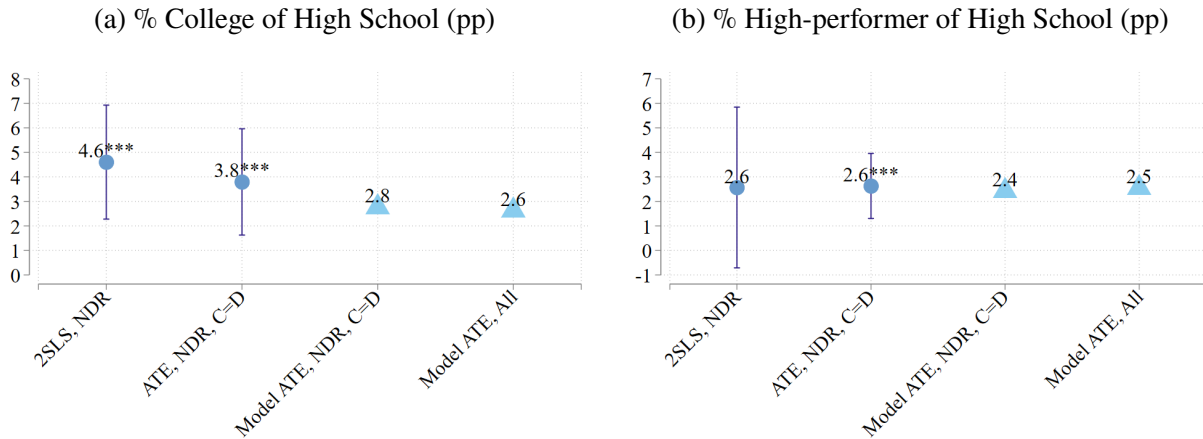 (a) % College of High School (pp)
8
7
6
5
4
3
2
1
0
4.6***
3.8***
2.8
2.6
2SLS, NDR
ATE, NDR, C=D
Model ATE, NDR, C=D
Model ATE, All
(b) % High-performer of High School (pp)
7
6
5
4
3
2
1
0
-1
2.6
2.6***
2.4
2.5
2SLS, NDR
ATE, NDR, C=D
Model ATE, NDR, C=D
Model ATE, All